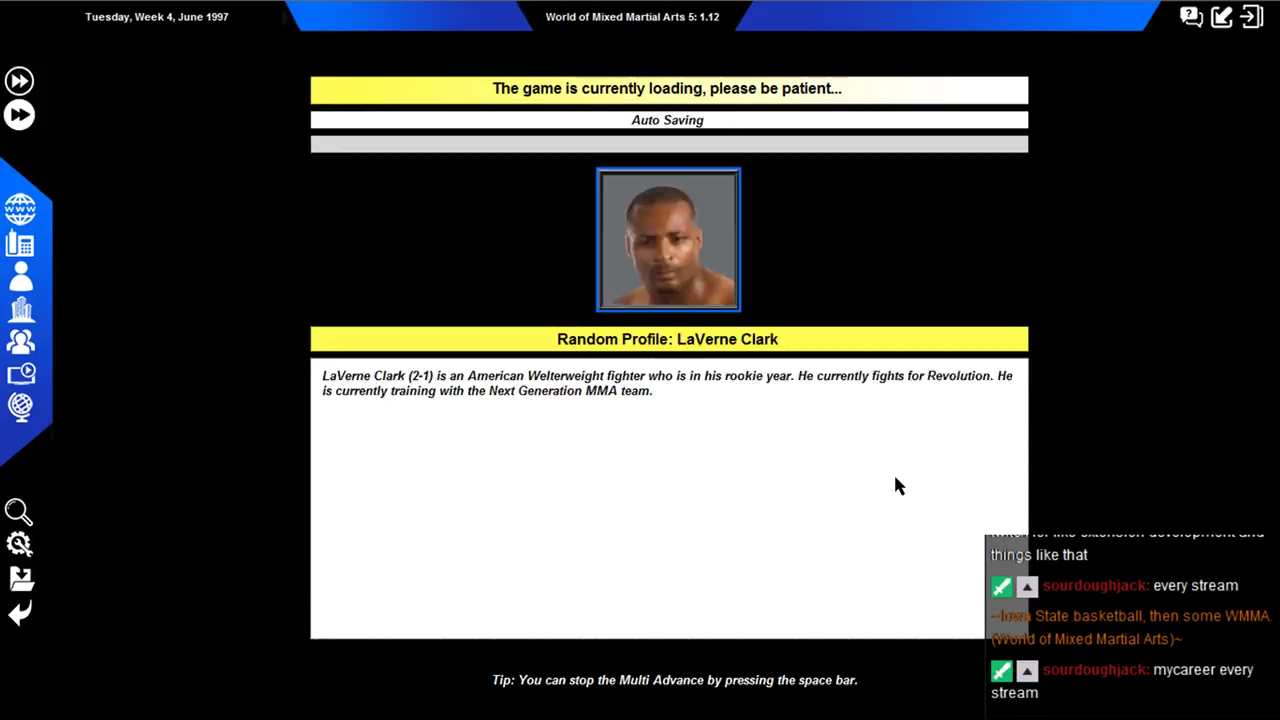 Tuesday, Week 4, June 1997
World of Mixed Martial Arts 5: 1.12
The game is currently loading, please be patient...
Auto Saving
Random Profile: LaVerne Clark
LaVerne Clark (2-1) is an American Welterweight fighter who is in his rookie year. He currently fights for Revolution. He
is currently training with the Next Generation MMA team.
things like that
sourdoughjack: every stream
~Iowa State basketball, then some WMMA.
(World of Mixed Martial Arts)~
sourdoughjack: mycareer every
stream
Tip: You can stop the Multi Advance by pressing the space bar.